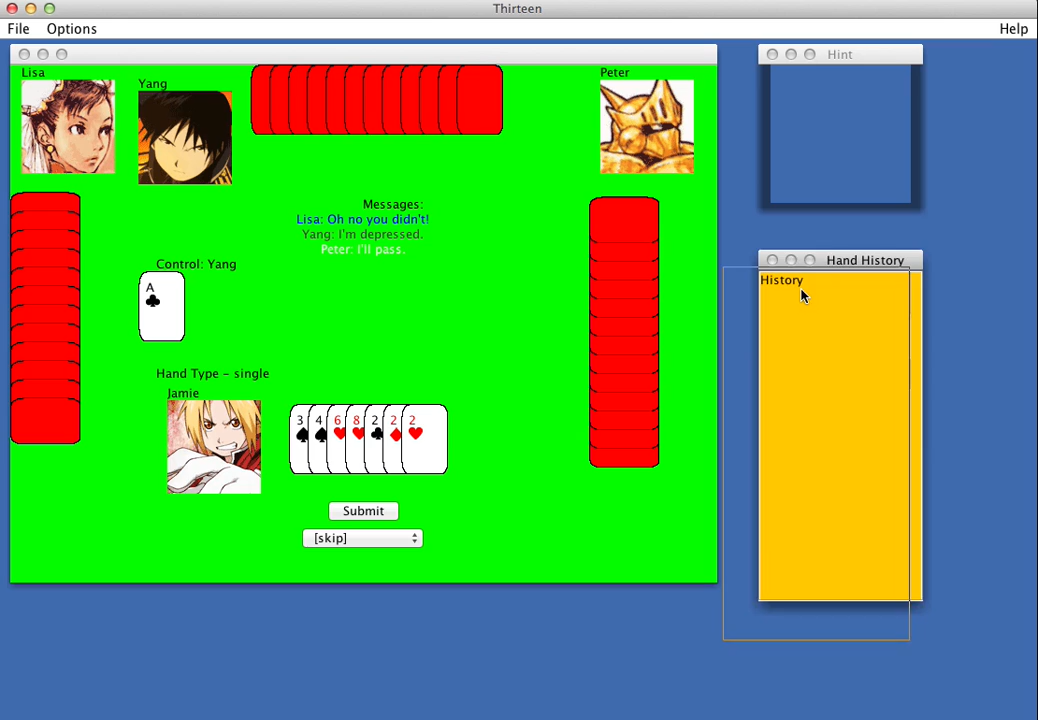 Thirteen
File Options Help
Lisa
Yang
Peter
Hint
Messages:
Lisa: Oh no you didn't!
Yang: I'm depressed.
Peter: I'll pass.
Control: Yang
A
Hand History
History
Hand Type - single
Jamie
3 4 6 8 2 2 2
Submit
[skip]